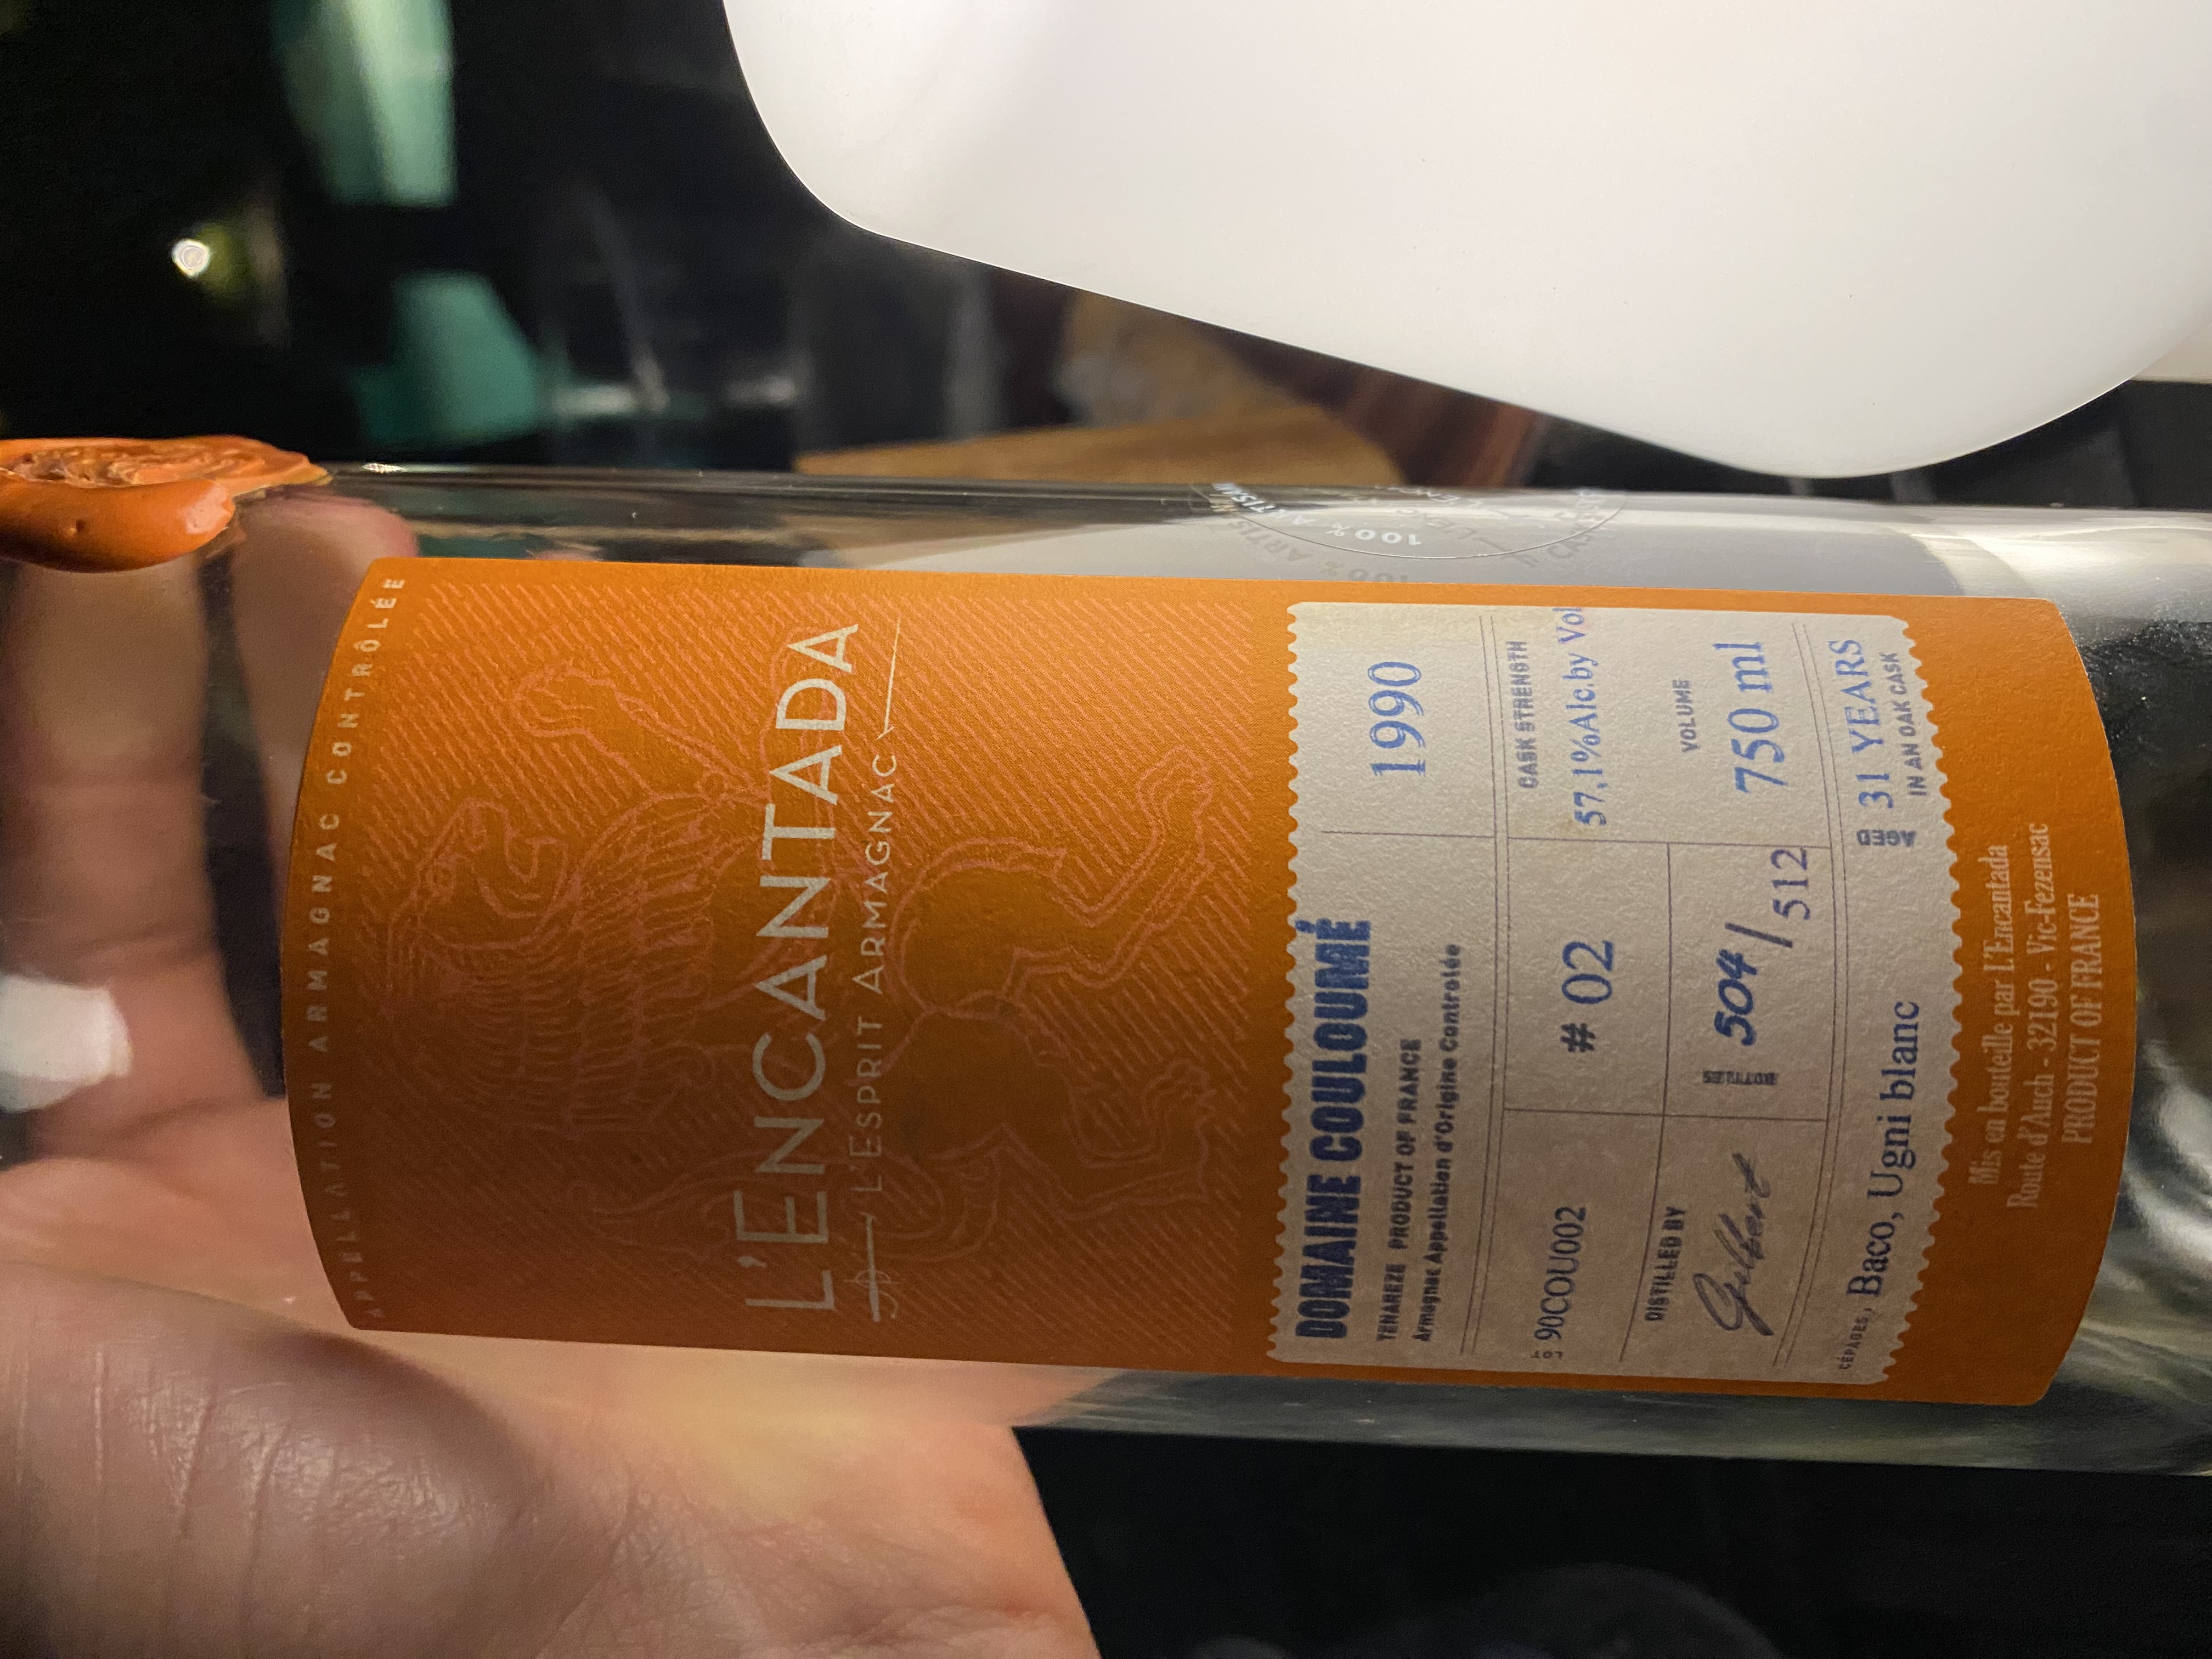 APPELLATION ARMAGNAC CONTRÔLÉE
L'ENCANTADA
L'ESPRIT ARMAGNAC
DOMAINE COULOUMÉ
TENAREZE PRODUCT OF FRANCE
Armagnac Appellation d'Origine Controlée
1990
LOT 90COU002
# 02
CASK STRENGTH
57,1%Alc.by Vol
DISTILLED BY
Gilbert
BOTTLES 504 / 512
VOLUME
750 ml
CÉPAGES, Baco, Ugni blanc
AGED 31 YEARS
IN AN OAK CASK
Mis en bouteille par L'Encantada
Route d'Auch - 32190 - Vic-Fezensac
PRODUCT OF FRANCE
100% ARTISAN